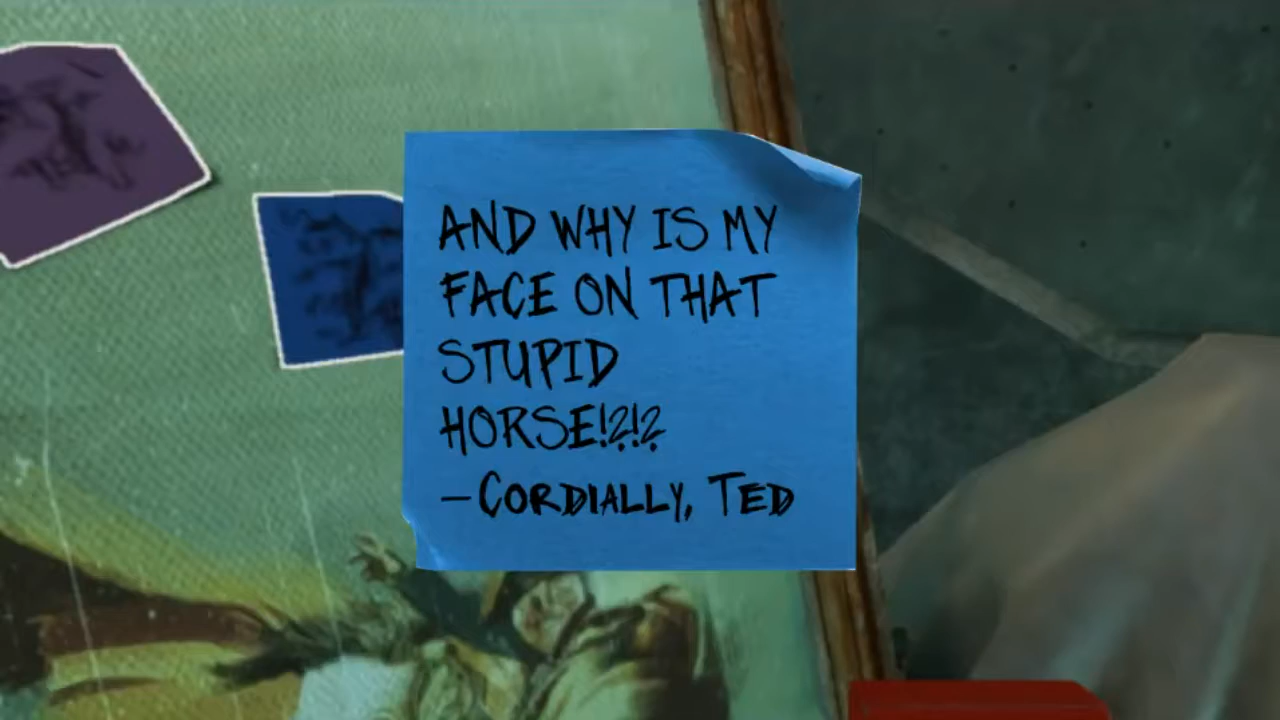 AND WHY IS MY
FACE ON THAT
STUPID
HORSE!?!?
–CORDIALLY, TED